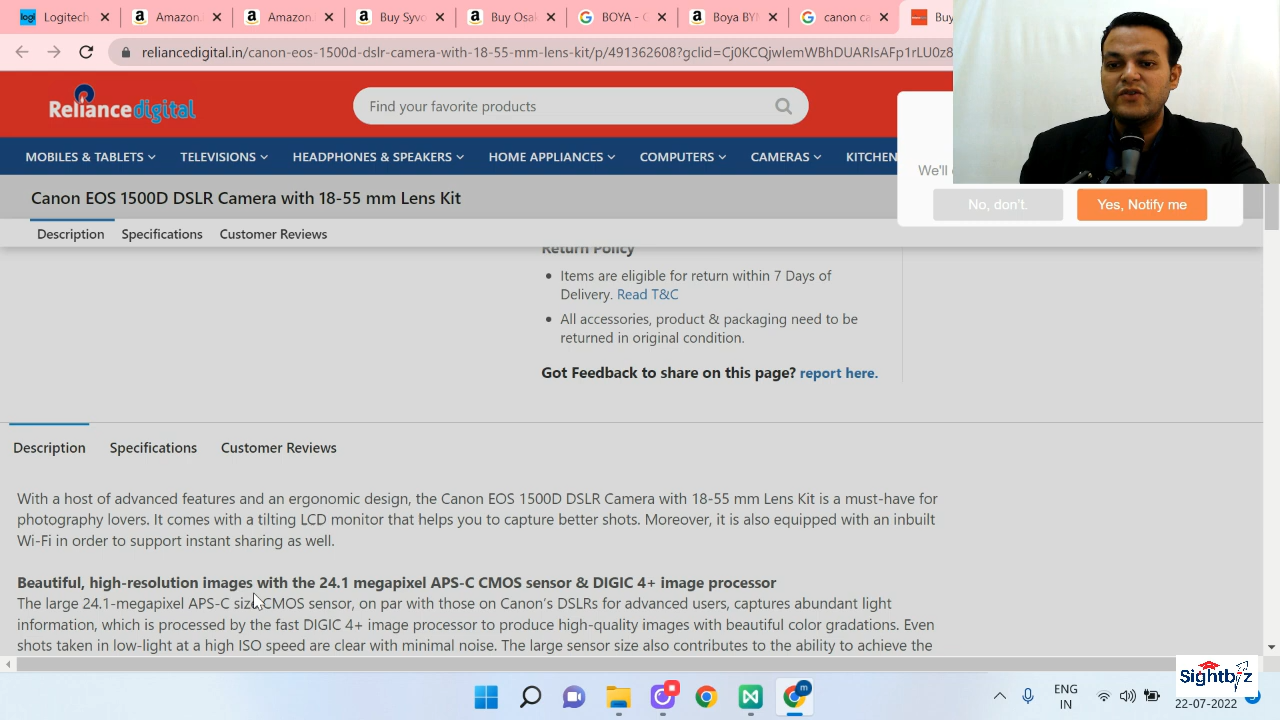 logi Logitech
Amazon.
Amazon.
Buy Syv
Buy Osa
BOYA - G
Boya BYM
canon ca
Buy
reliancedigital.in/canon-eos-1500d-dslr-camera-with-18-55-mm-lens-kit/p/491362608?gclid=Cj0KCQjwlemWBhDUARIsAFp1rLU0z8
Reliance digital
Find your favorite products
MOBILES & TABLETS TELEVISIONS HEADPHONES & SPEAKERS HOME APPLIANCES COMPUTERS CAMERAS KITCHEN
We'll
No, don't. Yes, Notify me
Canon EOS 1500D DSLR Camera with 18-55 mm Lens Kit
Description Specifications Customer Reviews
Return Policy
Items are eligible for return within 7 Days of
Delivery. Read T&C
All accessories, product & packaging need to be
returned in original condition.
Got Feedback to share on this page? report here.
Description Specifications Customer Reviews
With a host of advanced features and an ergonomic design, the Canon EOS 1500D DSLR Camera with 18-55 mm Lens Kit is a must-have for
photography lovers. It comes with a tilting LCD monitor that helps you to capture better shots. Moreover, it is also equipped with an inbuilt
Wi-Fi in order to support instant sharing as well.
Beautiful, high-resolution images with the 24.1 megapixel APS-C CMOS sensor & DIGIC 4+ image processor
The large 24.1-megapixel APS-C size CMOS sensor, on par with those on Canon's DSLRs for advanced users, captures abundant light
information, which is processed by the fast DIGIC 4+ image processor to produce high-quality images with beautiful color gradations. Even
shots taken in low-light at a high ISO speed are clear with minimal noise. The large sensor size also contributes to the ability to achieve the
ENG
IN
22-07-2022
Sightbiz